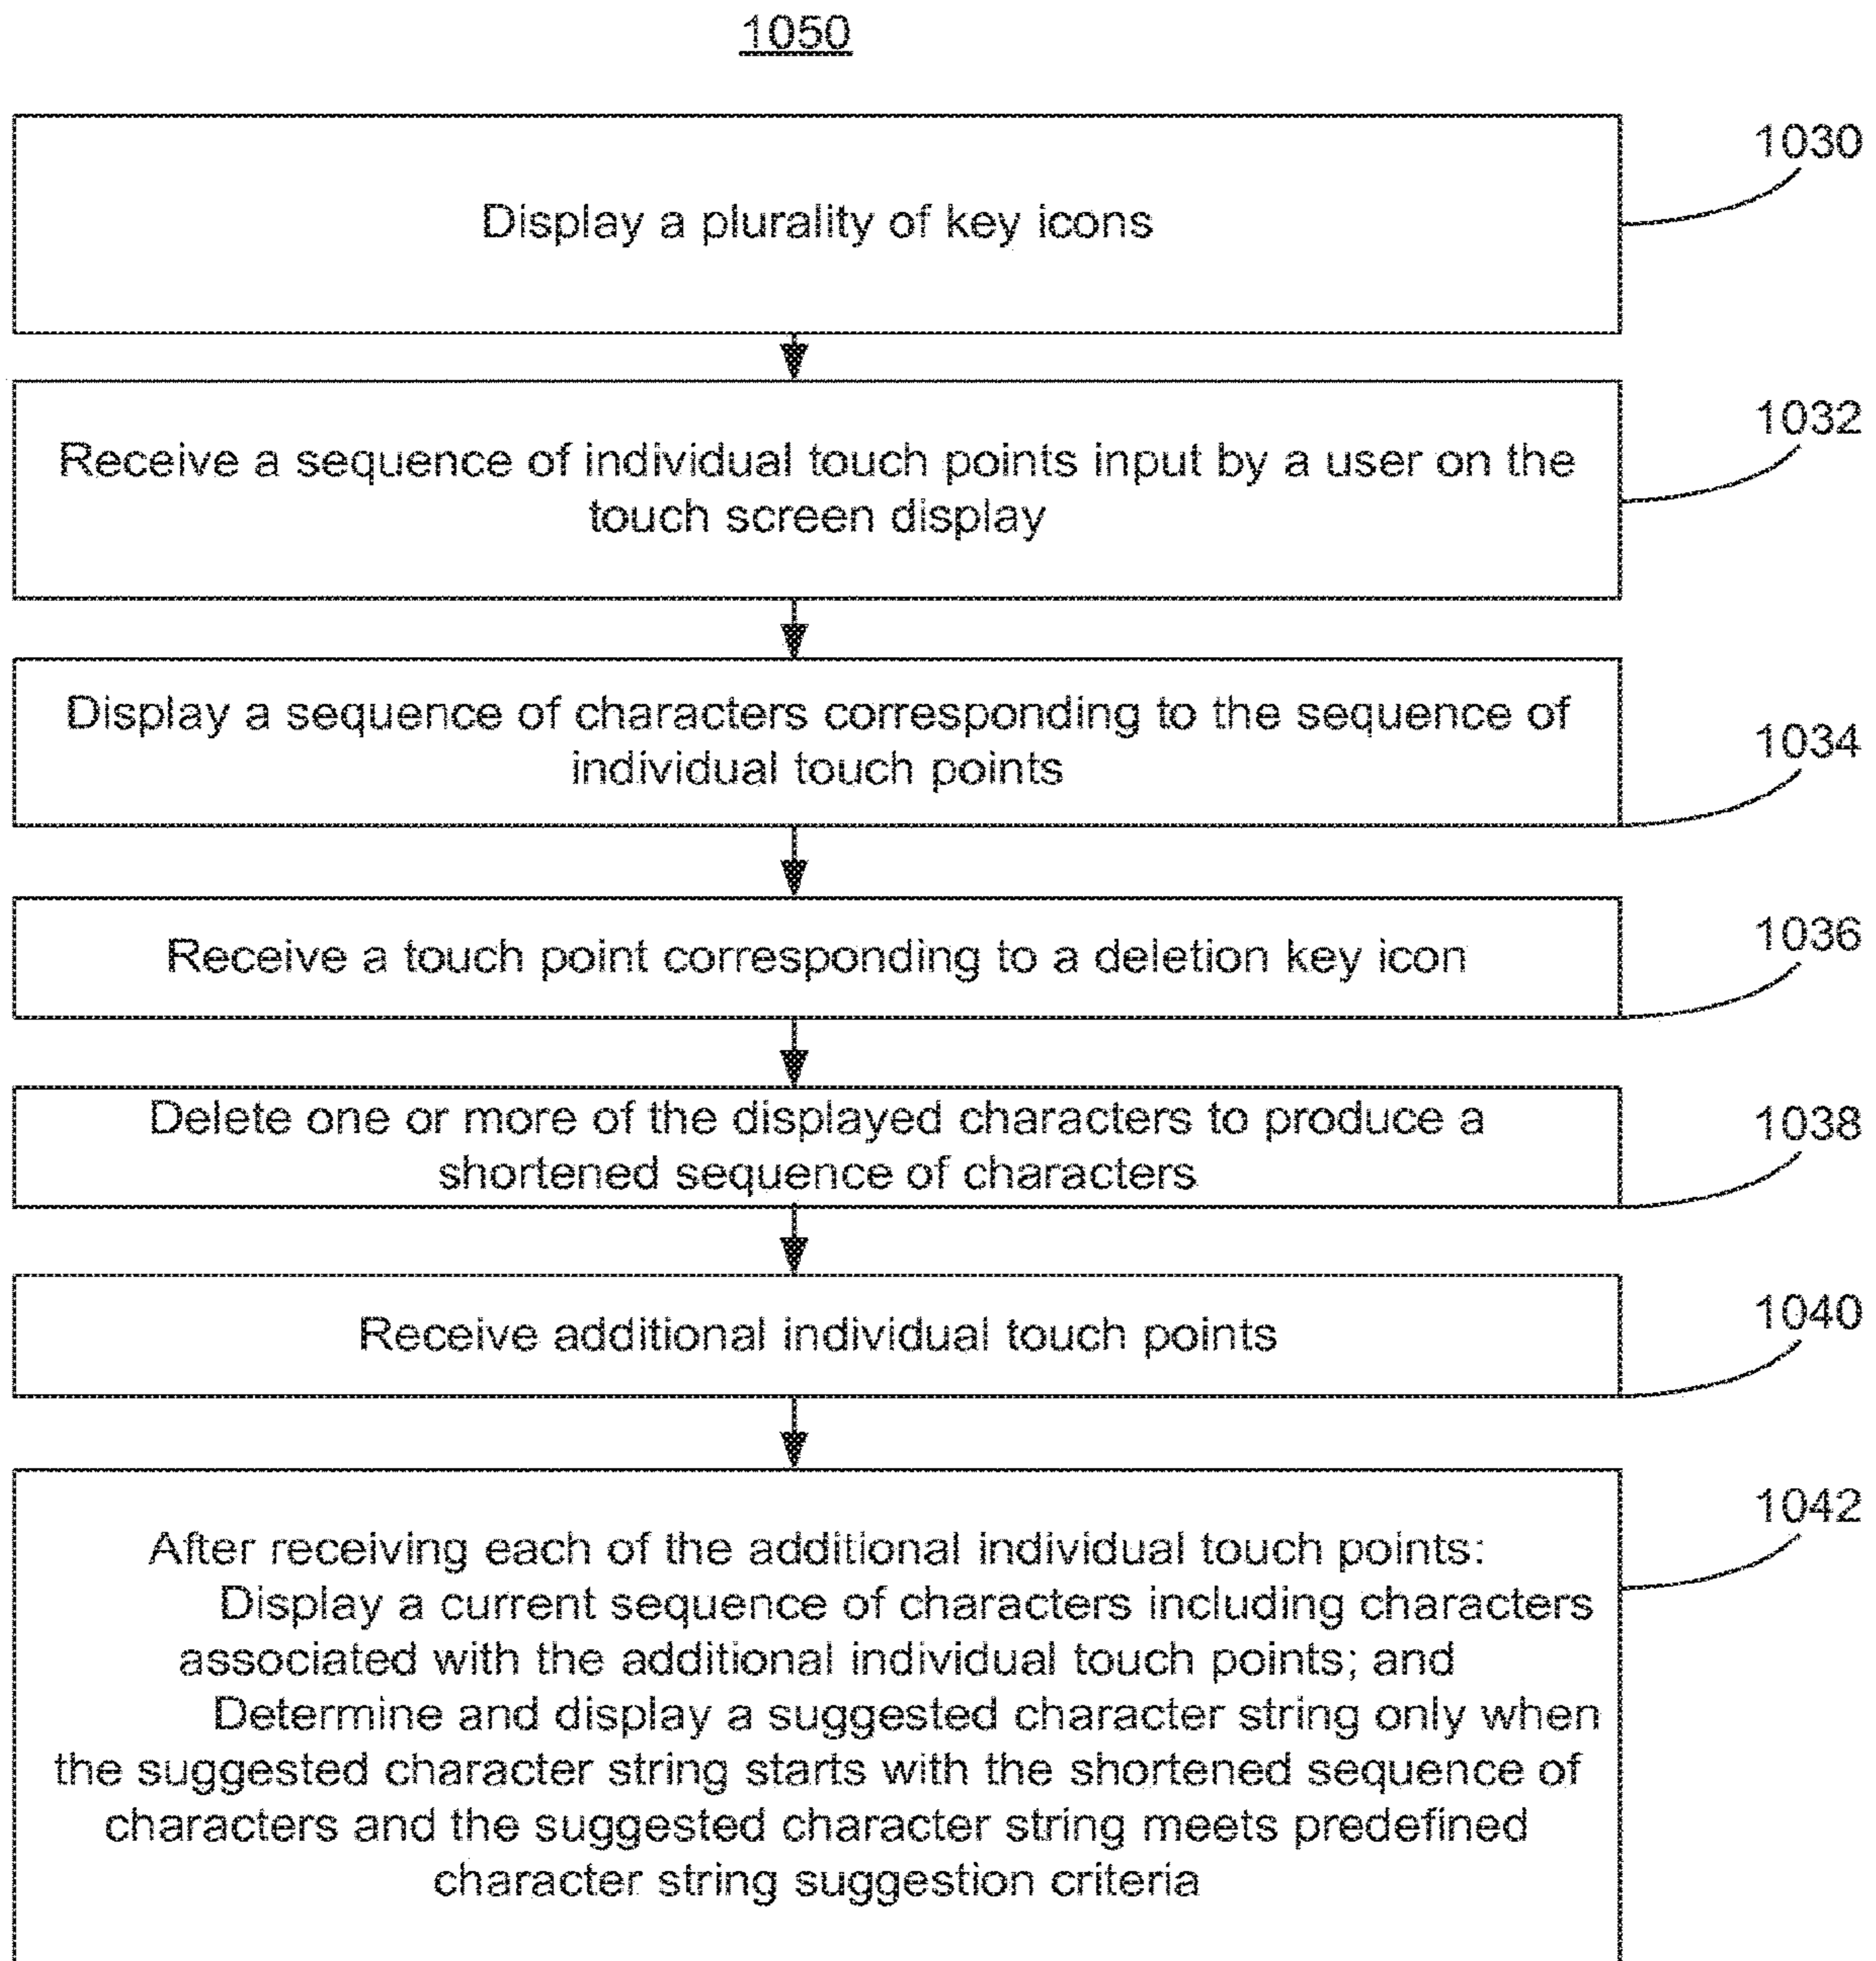 1050
Display a plurality of key icons
1030
Receive a sequence of individual touch points input by a user on the
touch screen display
1032
Display a sequence of characters corresponding to the sequence of
individual touch points
1034
Receive a touch point corresponding to a deletion key icon
1036
Delete one or more of the displayed characters to produce a
shortened sequence of characters
1038
Receive additional individual touch points
1040
After receiving each of the additional individual touch points:
Display a current sequence of characters including characters
associated with the additional individual touch points; and
Determine and display a suggested character string only when
the suggested character string starts with the shortened sequence of
characters and the suggested character string meets predefined
character string suggestion criteria
1042